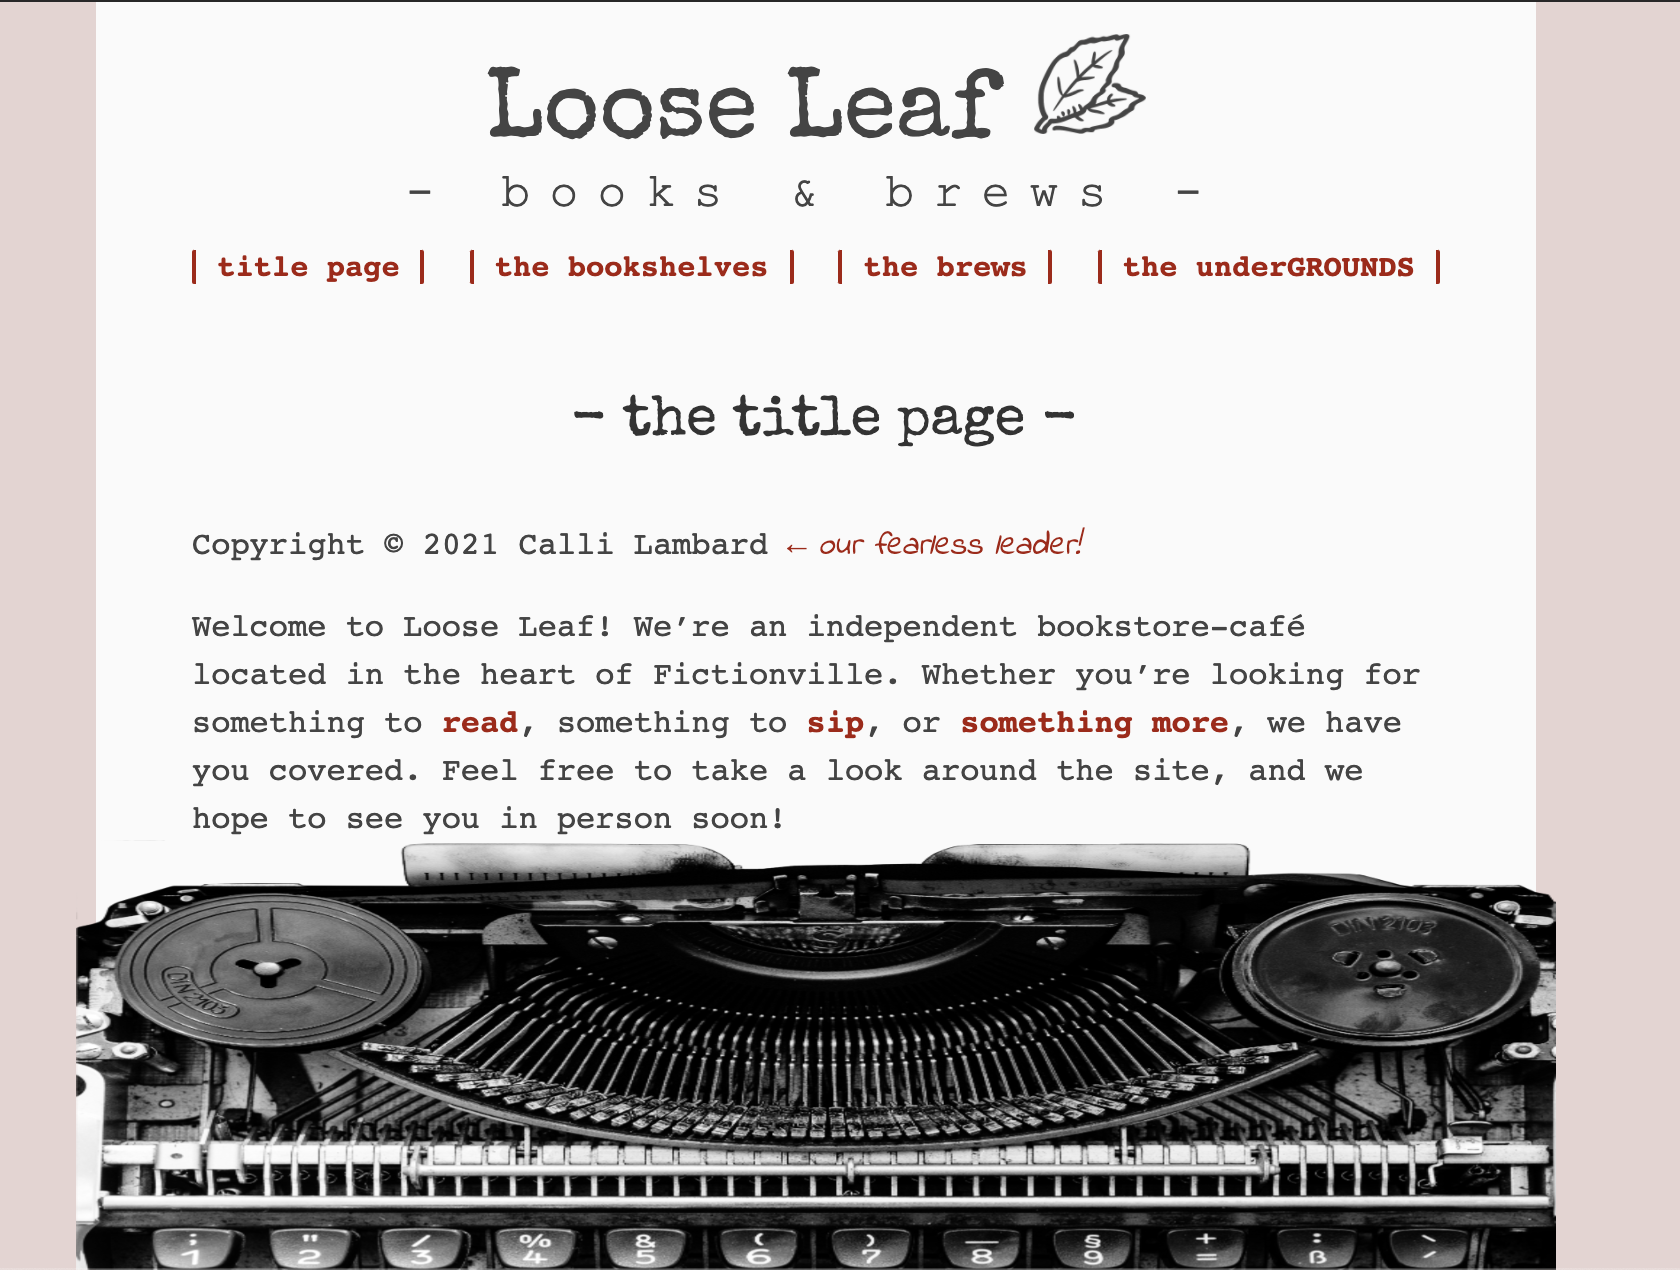 Loose Leaf
- books & brews -
| title page | | the bookshelves | | the brews | | the underGROUNDS |
- the title page -
Copyright © 2021 Calli Lambard ← our fearless leader!
Welcome to Loose Leaf! We’re an independent bookstore-café
located in the heart of Fictionville. Whether you’re looking for
something to read, something to sip, or something more, we have
you covered. Feel free to take a look around the site, and we
hope to see you in person soon!
DIN 2103
DIN 2103
; " / % & ( ) _ § + : `
1 2 3 4 5 6 7 8 9 = ß ´